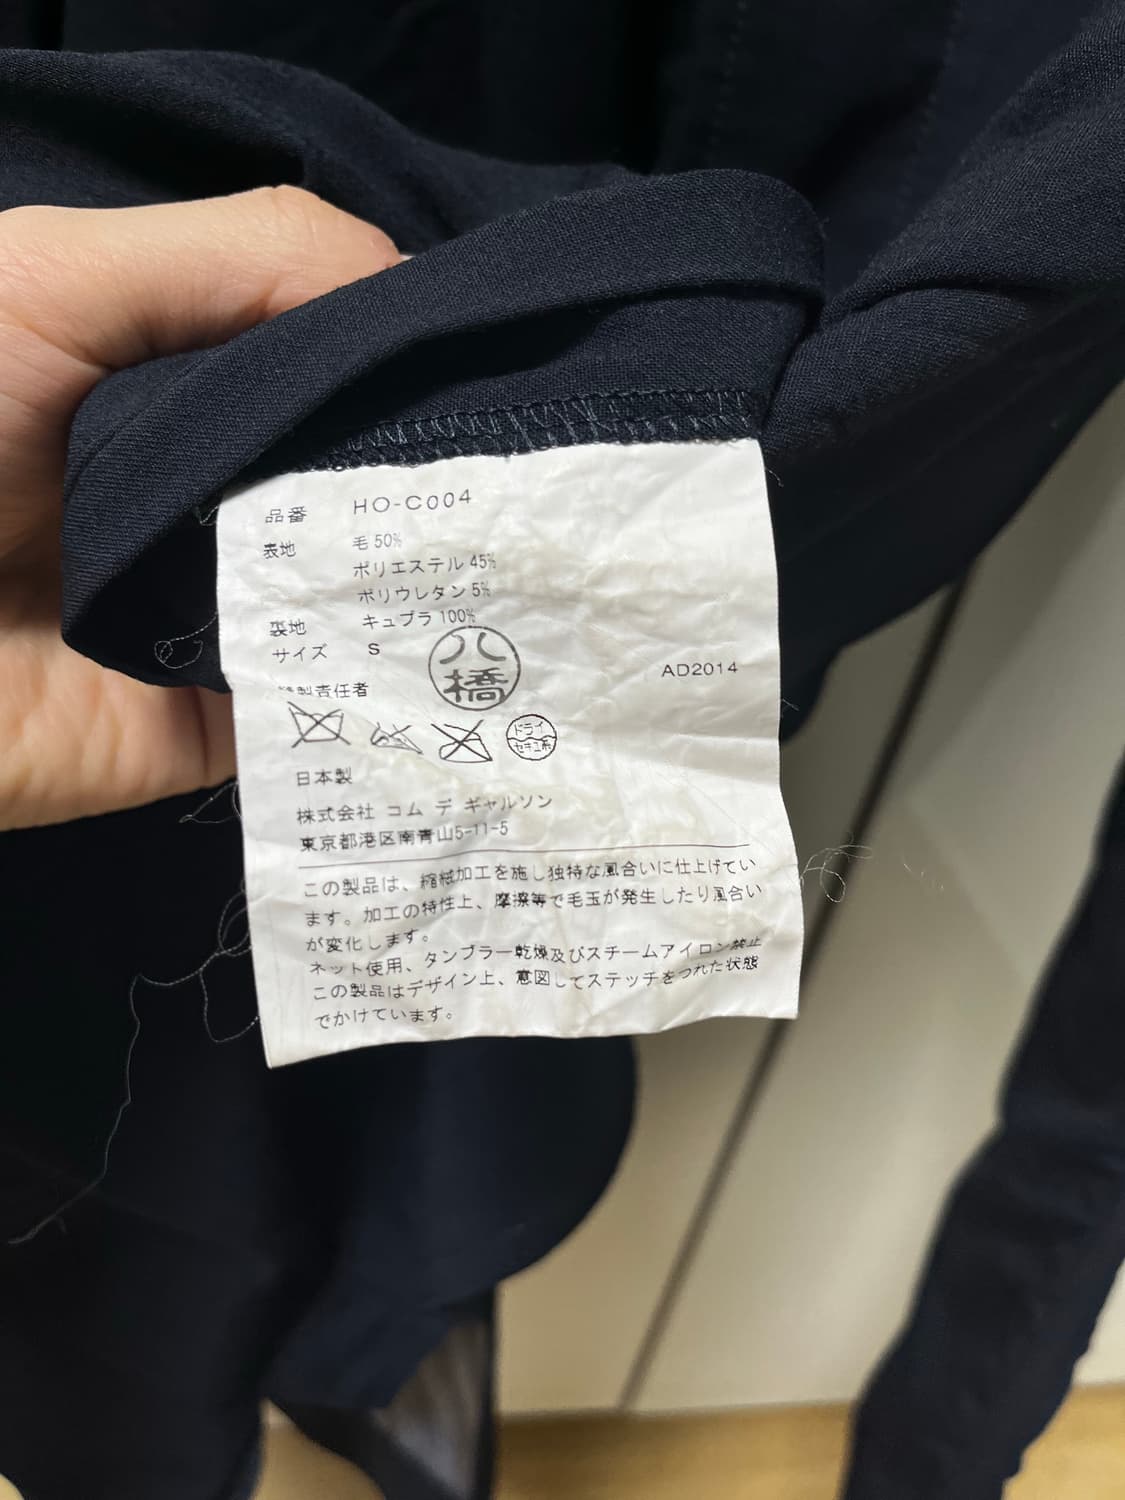 品番 HO-C004
表地 毛 50%
ポリエステル 45%
ポリウレタン 5%
裏地 キュプラ 100%
サイズ S
八橋
AD2014
縫製責任者
ドライ
セキユ系
日本製
株式会社 コム デ ギャルソン
東京都港区南青山5-11-5
この製品は、縮絨加工を施し独特な風合いに仕上げてい
ます。加工の特性上、摩擦等で毛玉が発生したり風合い
が変化します。
ネット使用、タンブラー乾燥及びスチームアイロン禁止
この製品はデザイン上、意図してステッチをつれた状態
でかけています。